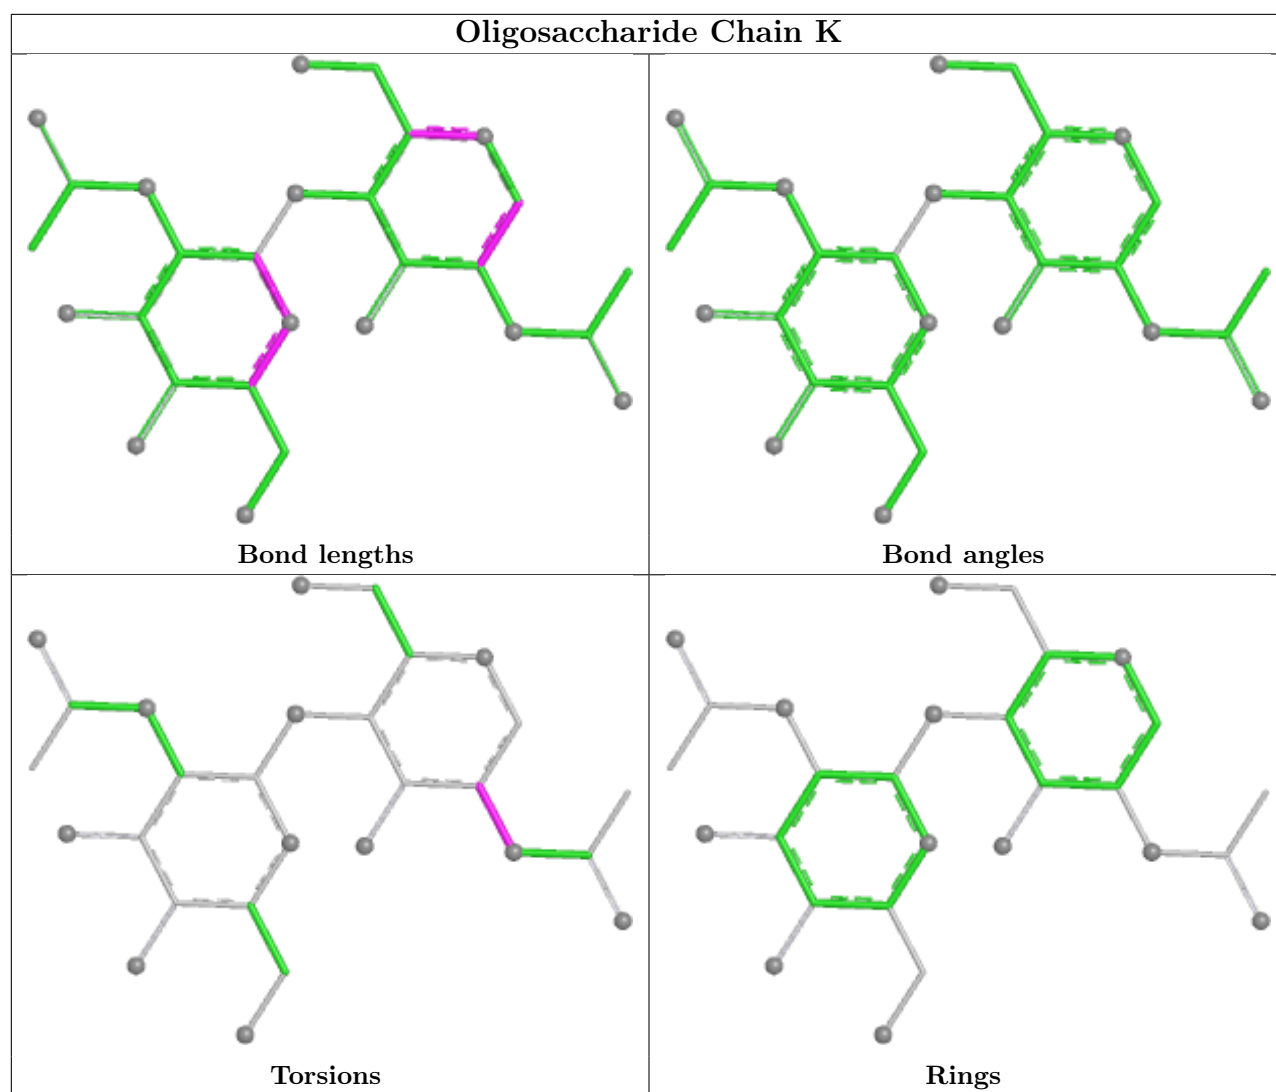 Oligosaccharide Chain K
Bond lengths
Bond angles
Torsions
Rings